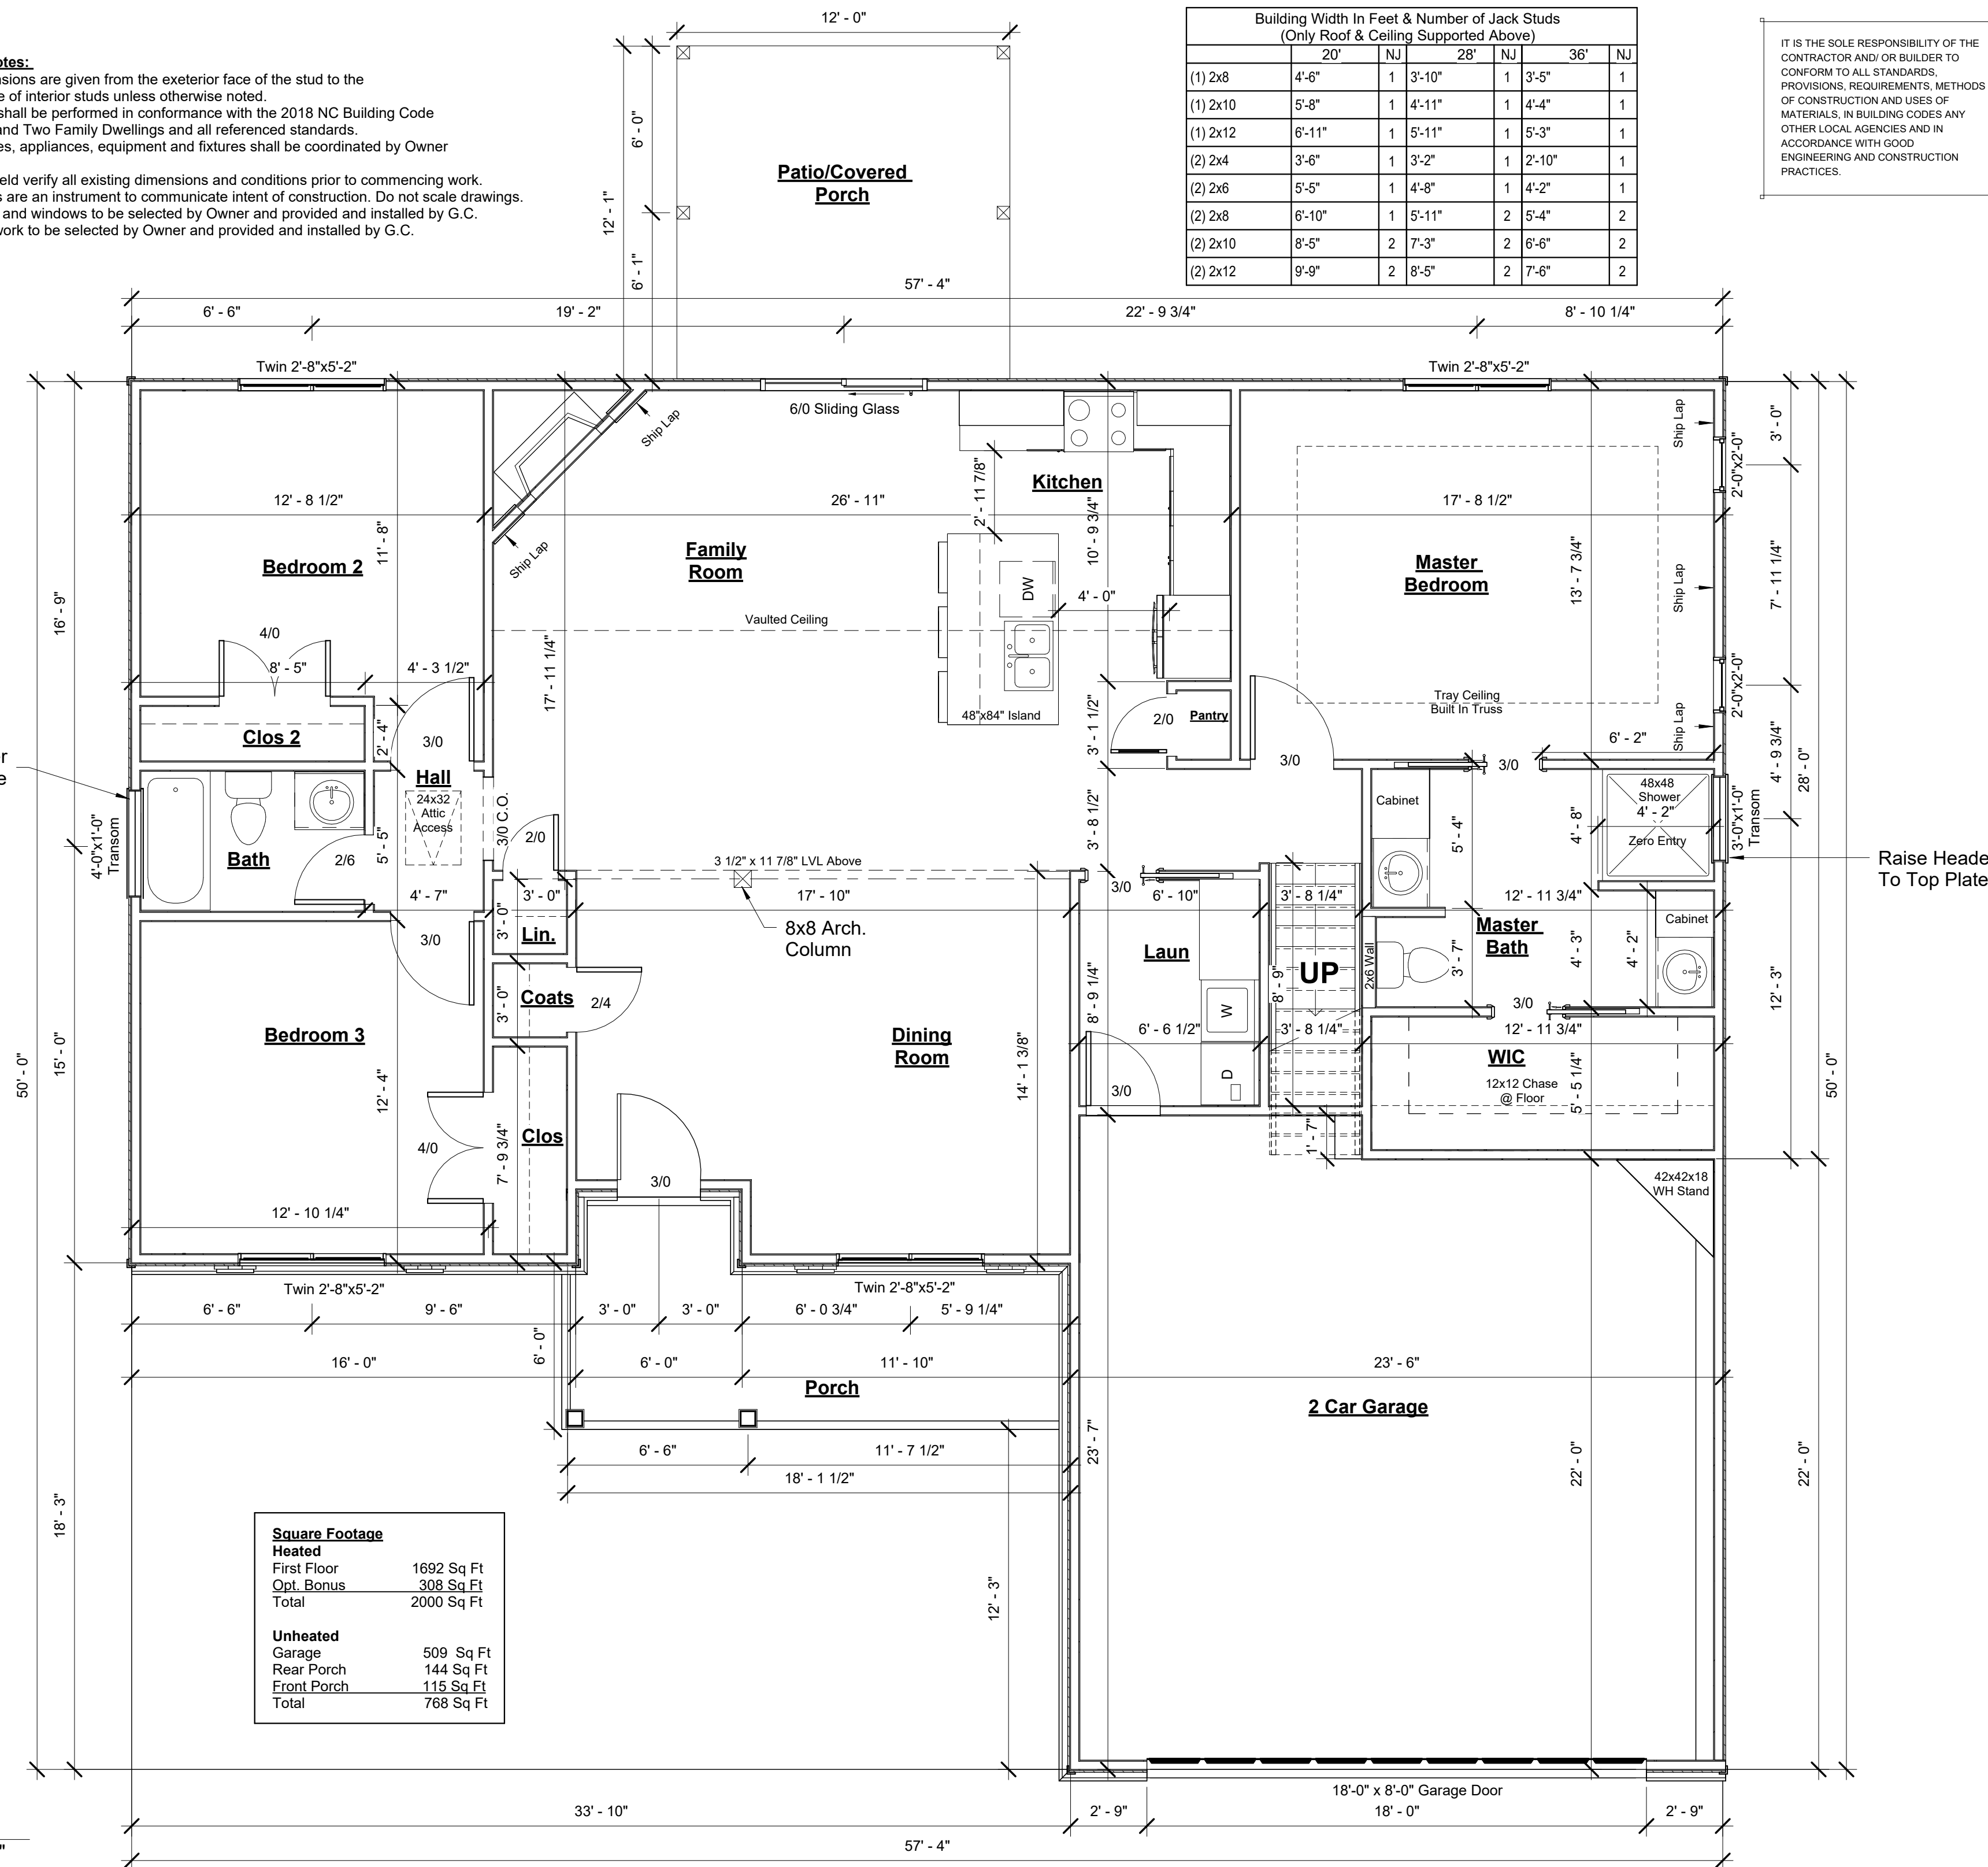 otes:
sions are given from the exeterior face of the stud to the
e of interior studs unless otherwise noted.
shall be performed in conformance with the 2018 NC Building Code
and Two Family Dwellings and all referenced standards.
es, appliances, equipment and fixtures shall be coordinated by Owner
eld verify all existing dimensions and conditions prior to commencing work.
s are an instrument to communicate intent of construction. Do not scale drawings.
and windows to be selected by Owner and provided and installed by G.C.
work to be selected by Owner and provided and installed by G.C.
12' - 0"
6' - 0"
12' - 1"
6' - 1"
Patio/Covered
Porch
Building Width In Feet & Number of Jack Studs
(Only Roof & Ceiling Supported Above)
20' NJ 28' NJ 36' NJ
(1) 2x8 4'-6" 1 3'-10" 1 3'-5" 1
(1) 2x10 5'-8" 1 4'-11" 1 4'-4" 1
(1) 2x12 6'-11" 1 5'-11" 1 5'-3" 1
(2) 2x4 3'-6" 1 3'-2" 1 2'-10" 1
(2) 2x6 5'-5" 1 4'-8" 1 4'-2" 1
(2) 2x8 6'-10" 1 5'-11" 2 5'-4" 2
(2) 2x10 8'-5" 2 7'-3" 2 6'-6" 2
(2) 2x12 9'-9" 2 8'-5" 2 7'-6" 2
IT IS THE SOLE RESPONSIBILITY OF THE
CONTRACTOR AND/ OR BUILDER TO
CONFORM TO ALL STANDARDS,
PROVISIONS, REQUIREMENTS, METHODS
OF CONSTRUCTION AND USES OF
MATERIALS, IN BUILDING CODES ANY
OTHER LOCAL AGENCIES AND IN
ACCORDANCE WITH GOOD
ENGINEERING AND CONSTRUCTION
PRACTICES.
57' - 4"
6' - 6"
19' - 2"
22' - 9 3/4"
8' - 10 1/4"
Twin 2'-8"x5'-2"
6/0 Sliding Glass
Twin 2'-8"x5'-2"
Ship Lap
Ship Lap
Ship Lap
3' - 0"
2'-0"x2'-0"
Kitchen
2' - 11 7/8"
10' - 9 3/4"
12' - 8 1/2"
26' - 11"
17' - 8 1/2"
11' - 8"
Bedroom 2
Family
Room
DW
4' - 0"
Master
Bedroom
13' - 7 3/4"
Ship Lap
7' - 11 1/4"
16' - 9"
Vaulted Ceiling
4/0
8' - 5"
4' - 3 1/2"
17' - 11 1/4"
48"x84" Island
2/0
Pantry
3' - 1 1/2"
Tray Ceiling
Built In Truss
2'-0"x2'-0"
Ship Lap
6' - 2"
4' - 9 3/4"
28' - 0"
Clos 2
2' - 4"
3/0
3/0
3/0
r
e
Hall
24x32
Attic
Access
3/0 C.O.
2/0
3' - 8 1/2"
Cabinet
48x48
Shower
4' - 2"
Zero Entry
4' - 8"
5' - 4"
3'-0"x1'-0"
Transom
4'-0"x1'-0"
Transom
Bath
2/6
5' - 5"
3 1/2" x 11 7/8" LVL Above
Raise Heade
To Top Plate
4' - 7"
3' - 0"
17' - 10"
3/0
6' - 10"
3' - 8 1/4"
12' - 11 3/4"
3/0
3' - 0"
Lin.
8x8 Arch.
Column
Laun
UP
2x6 Wall
3' - 7"
Master
Bath
4' - 3"
4' - 2"
Cabinet
8' - 9"
8' - 9 1/4"
12' - 3"
3' - 0"
Coats
2/4
W
3/0
Bedroom 3
Dining
Room
14' - 1 3/8"
6' - 6 1/2"
3' - 8 1/4"
12' - 11 3/4"
WIC
12x12 Chase
@ Floor
5' - 5 1/4"
50' - 0"
15' - 0"
12' - 4"
D
3/0
50' - 0"
4/0
7' - 9 3/4"
Clos
3/0
1' - 7"
42x42x18
WH Stand
12' - 10 1/4"
Twin 2'-8"x5'-2"
Twin 2'-8"x5'-2"
6' - 6"
9' - 6"
3' - 0"
3' - 0"
6' - 0 3/4"
5' - 9 1/4"
6' - 0"
16' - 0"
6' - 0"
11' - 10"
23' - 6"
Porch
2 Car Garage
23' - 7"
22' - 0"
22' - 0"
6' - 6"
11' - 7 1/2"
18' - 1 1/2"
18' - 3"
Square Footage
Heated
First Floor 1692 Sq Ft
Opt. Bonus 308 Sq Ft
Total 2000 Sq Ft
Unheated
Garage 509 Sq Ft
Rear Porch 144 Sq Ft
Front Porch 115 Sq Ft
Total 768 Sq Ft
12' - 3"
18'-0" x 8'-0" Garage Door
33' - 10"
2' - 9"
18' - 0"
2' - 9"
57' - 4"
"